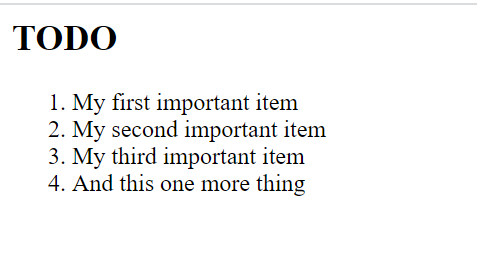 TODO
1. My first important item
2. My second important item
3. My third important item
4. And this one more thing